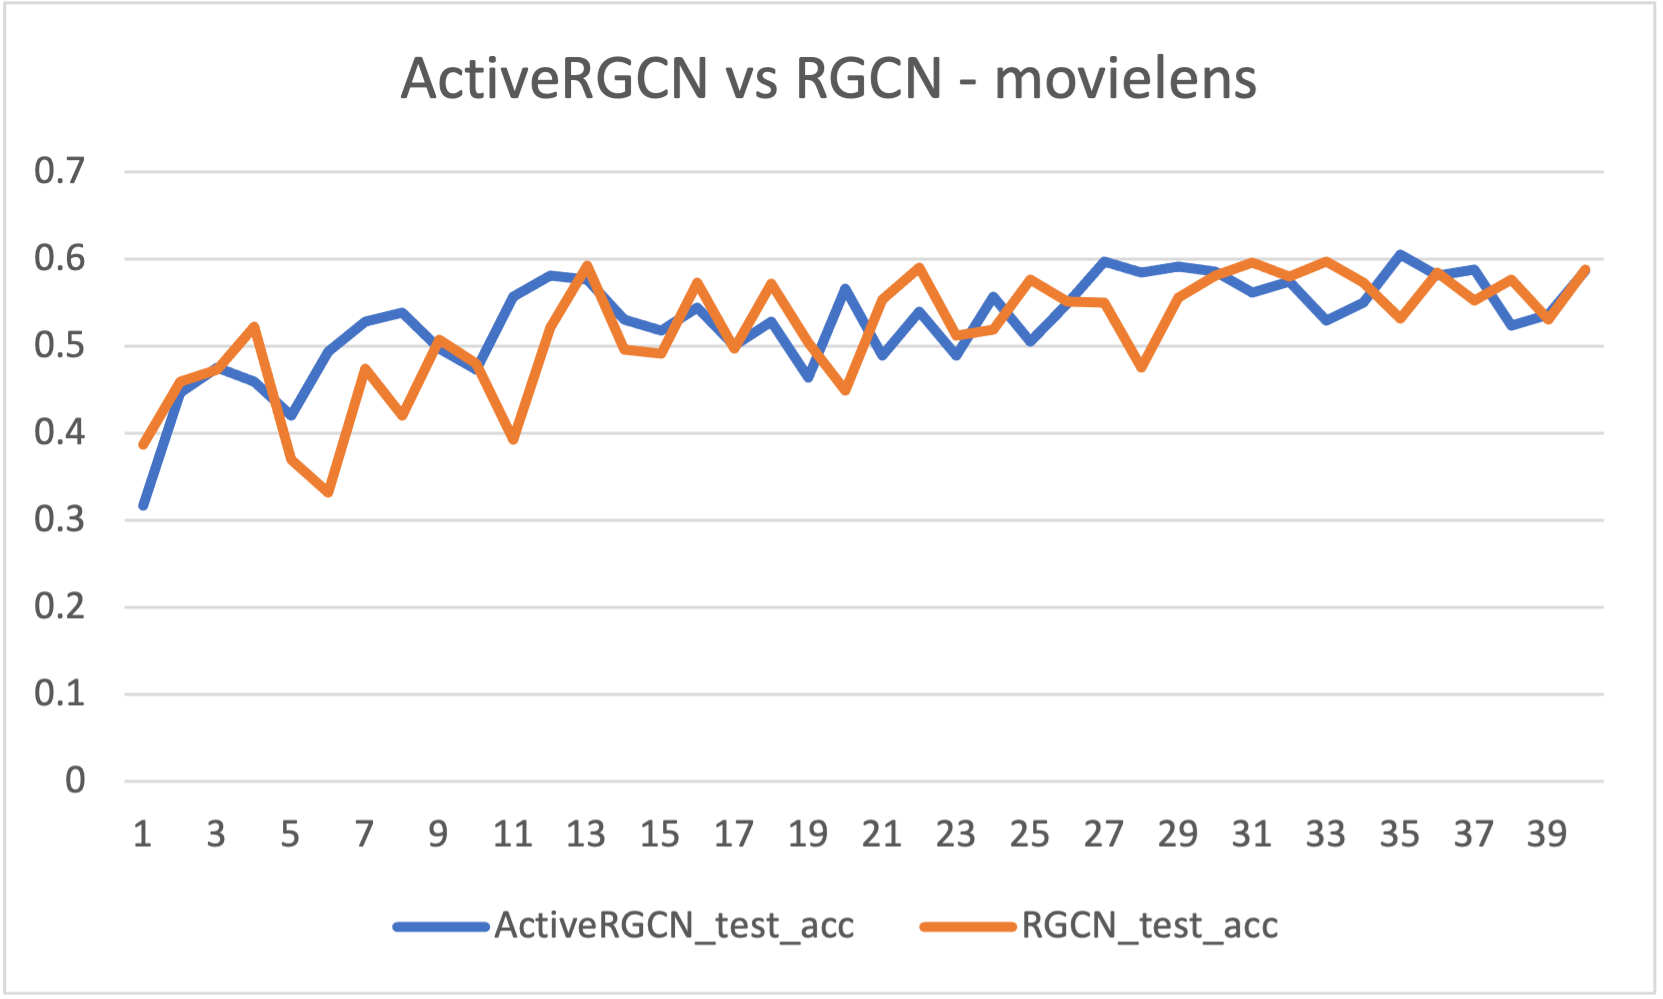 ActiveRGCN vs RGCN - movielens
0.7
0.6
0.5
0.4
0.3
0.2
0.1
0
1 3 5 7 9 11 13 15 17 19 21 23 25 27 29 31 33 35 37 39
ActiveRGCN_test_acc RGCN_test_acc